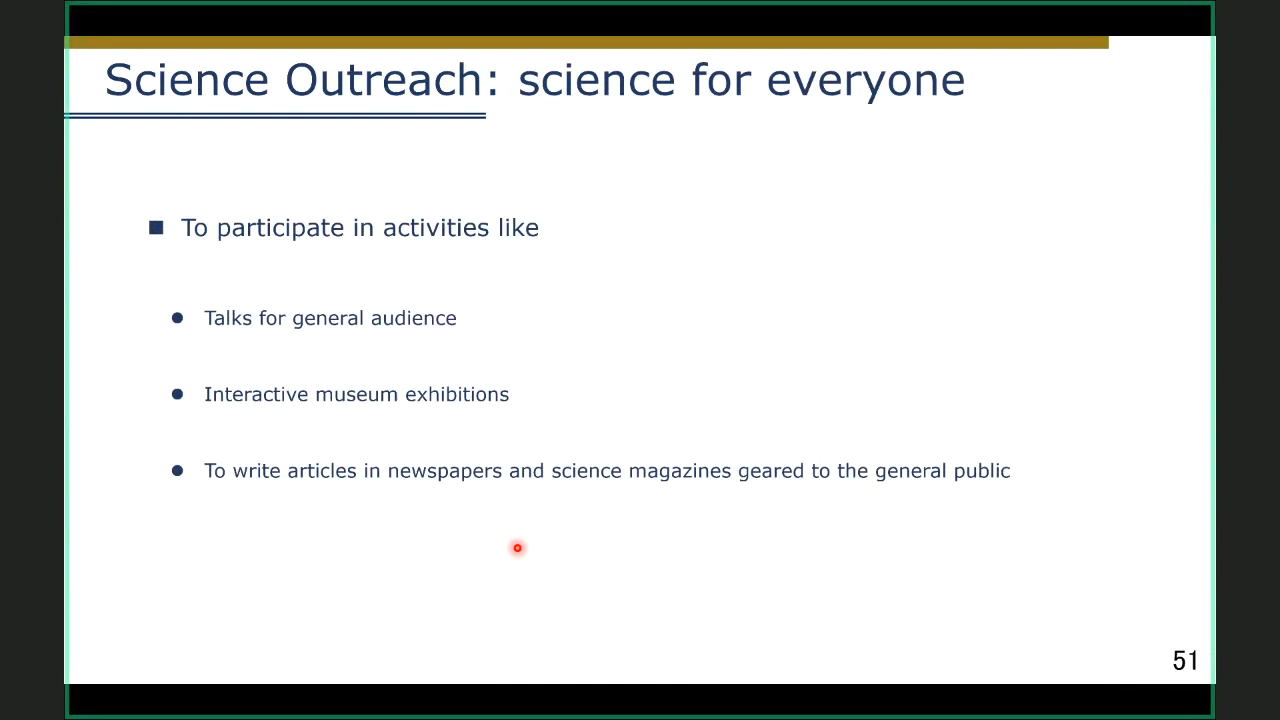 Science Outreach: science for everyone
To participate in activities like
Talks for general audience
Interactive museum exhibitions
To write articles in newspapers and science magazines geared to the general public
51